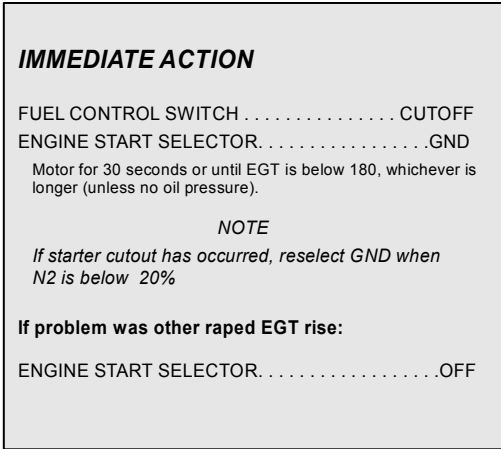 IMMEDIATE ACTION
FUEL CONTROL SWITCH . . . . . . . . . . . . . . . CUTOFF
ENGINE START SELECTOR. . . . . . . . . . . . . . . . .GND
Motor for 30 seconds or until EGT is below 180, whichever is
longer (unless no oil pressure).
NOTE
If starter cutout has occurred, reselect GND when
N2 is below 20%
If problem was other raped EGT rise:
ENGINE START SELECTOR. . . . . . . . . . . . . . . . . .OFF